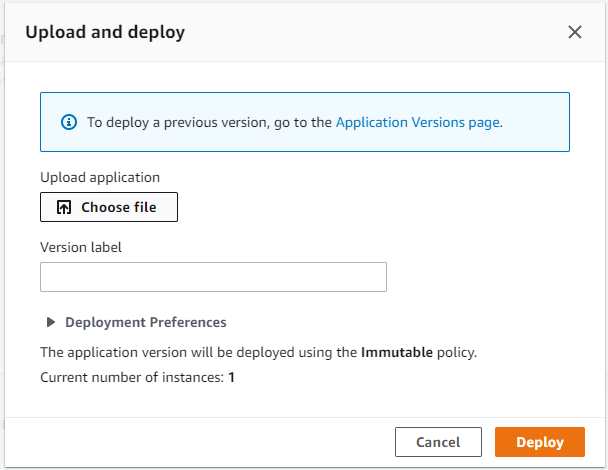 Upload and deploy
To deploy a previous version, go to the Application Versions page.
Upload application
Choose file
Version label
Deployment Preferences
The application version will be deployed using the Immutable policy.
Current number of instances: 1
Cancel
Deploy